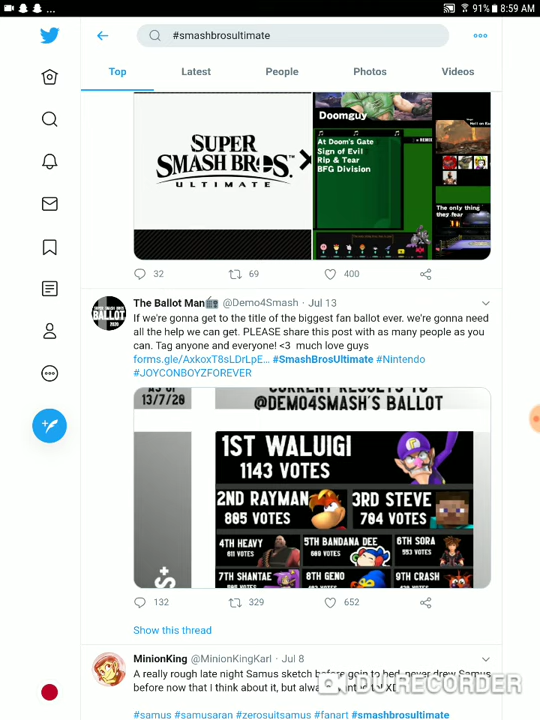 91% 8:59 AM
#smashbrosultimate
Top Latest People Photos Videos
SUPER
SMASH BROS.
ULTIMATE
X
Doomguy
At Doom's Gate
Sign of Evil
Rip & Tear
BFG Division
The only thing
they fear
32 69 400
The Ballot Man @Demo4Smash · Jul 13
If we're gonna get to the title of the biggest fan ballot ever. we're gonna need
all the help we can get. PLEASE share this post with as many people as you
can. Tag anyone and everyone! <3 much love guys
forms.gle/AxkoxT8sLDrLpE... #SmashBrosUltimate #Nintendo
#JOYCONBOYZFOREVER
BALLOT
13/7/20
CURRENT RESULTS TO
@DEMO4SMASH'S BALLOT
1ST WALUIGI
1143 VOTES
2ND RAYMAN
805 VOTES
3RD STEVE
704 VOTES
4TH HEAVY
611 VOTES
5TH BANDANA DEE
6TH SORA
553 VOTES
7TH SHANTAE
8TH GENO
9TH CRASH
S+
132 329 652
Show this thread
MinionKing @MinionKingKarl · Jul 8
A really rough late night Samus sketch before goin to bed, never drew Samus
before now that I think about it, but
DU RECORDER
#samus #samusaran #zerosuitsamus #fanart #smashbrosultimate